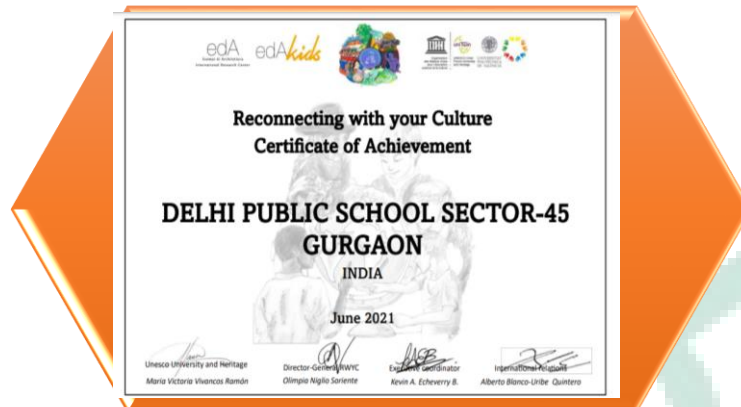 edA edAkids
Reconnecting with your Culture
Certificate of Achievement
DELHI PUBLIC SCHOOL SECTOR-45
GURGAON
INDIA
June 2021
Unesco University and Heritage
Director-General RWYC
Executive coordinator
International relations
Maria Victoria Vivancos Ramón
Olimpia Niglio Soriente
Kevin A. Echeverry B.
Alberto Blanco-Uribe Quintero